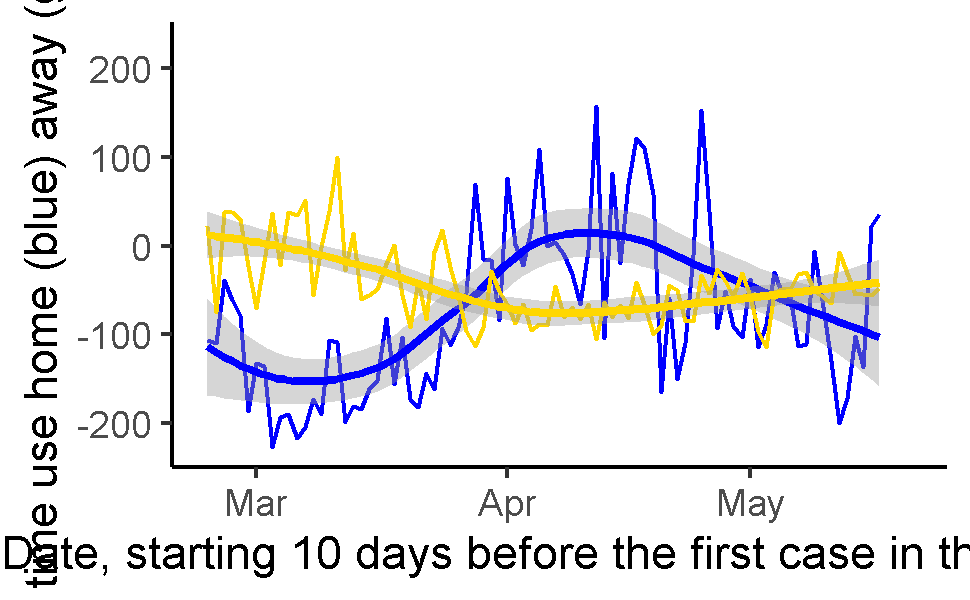 time use home (blue) away (
200
100
0
-100
-200
Mar Apr May
Date, starting 10 days before the first case in th